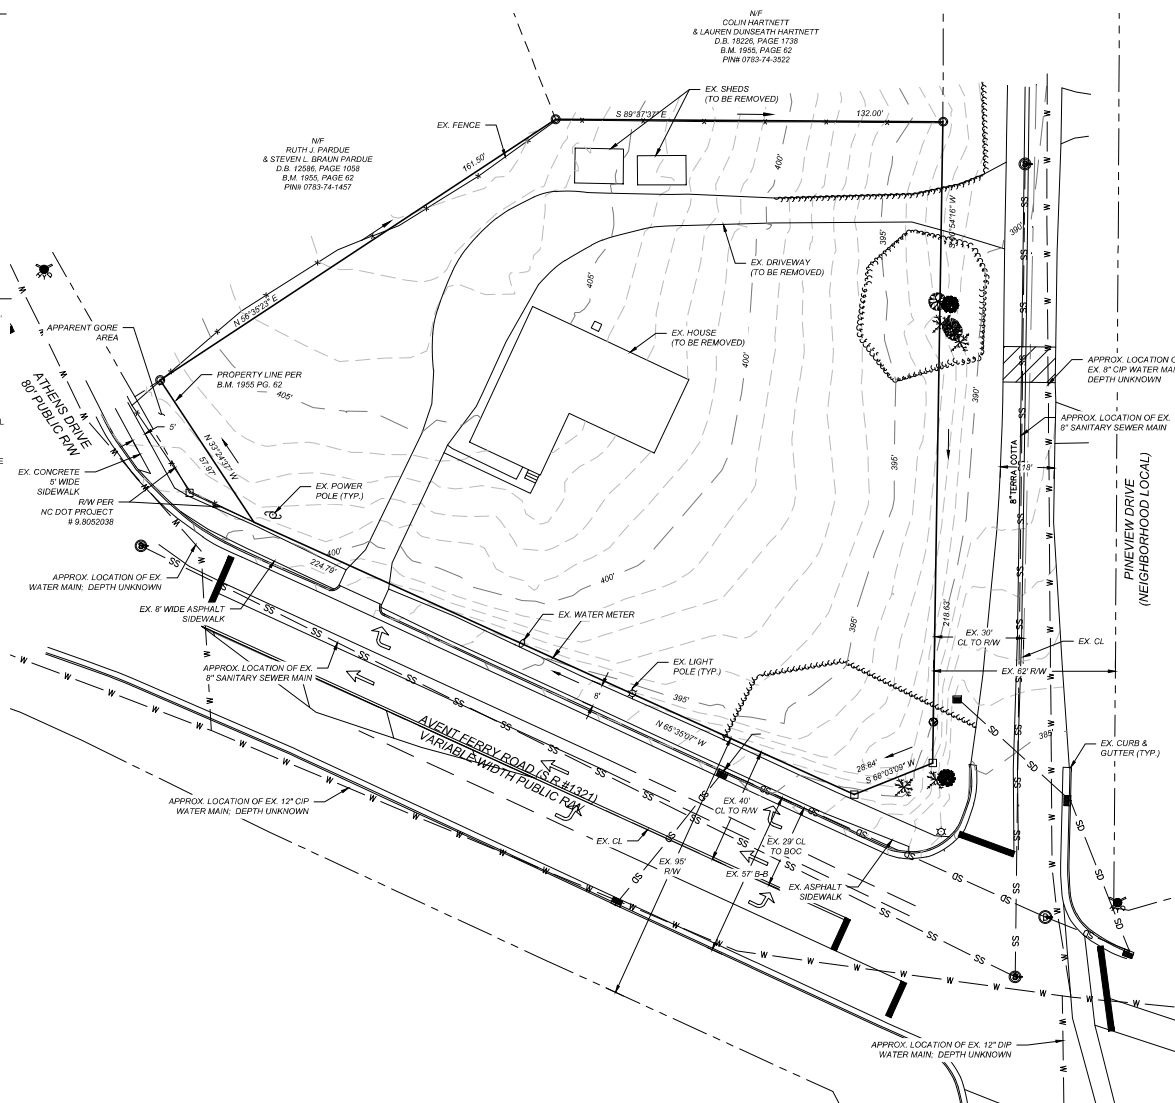 N/F
COLIN HARTNETT
& LAUREN DUNSEATH HARTNETT
D.B. 18226, PAGE 1738
B.M. 1955, PAGE 62
PIN# 0783-74-3522
EX. SHEDS
(TO BE REMOVED)
S 89°37'37" E
132.00'
EX. FENCE
N/F
RUTH J. PARDUE
& STEVEN L. BRAUN PARDUE
D.B. 12586, PAGE 1058
B.M. 1955, PAGE 62
PIN# 0783-74-1457
161.50'
400'
390'
395'
EX. DRIVEWAY
(TO BE REMOVED)
405'
N 56°35'23" E
APPARENT GORE
AREA
EX. HOUSE
(TO BE REMOVED)
400'
APPROX. LOCATION O
EX. 8" CIP WATER MAI
DEPTH UNKNOWN
PROPERTY LINE PER
B.M. 1955 PG. 62
405'
390'
ATHENS DRIVE
80' PUBLIC R/W
5'
N 33°24'37" W
57.97'
APPROX. LOCATION OF EX.
8" SANITARY SEWER MAIN
8" TERRA COTTA
18'
395'
EX. CONCRETE
5' WIDE
SIDEWALK
R/W PER
NC DOT PROJECT
# 9.8052038
EX. POWER
POLE (TYP.)
PINEVIEW DRIVE
(NEIGHBORHOOD LOCAL)
400'
224.79'
400'
APPROX. LOCATION OF EX.
WATER MAIN; DEPTH UNKNOWN
EX. 8' WIDE ASPHALT
SIDEWALK
EX. WATER METER
218.63'
395'
EX. 30'
CL TO R/W
EX. CL
EX. 62' R/W
APPROX. LOCATION OF EX.
8" SANITARY SEWER MAIN
EX. LIGHT
POLE (TYP.)
395'
8'
N 65°35'07" W
AVENT FERRY ROAD (S.R.#1321)
VARIABLE WIDTH PUBLIC R/W
385'
EX. CURB &
GUTTER (TYP.)
28.84'
S 68°03'09" W
APPROX. LOCATION OF EX. 12" CIP
WATER MAIN; DEPTH UNKNOWN
EX. 40'
CL TO R/W
EX. CL
EX. 29' CL
TO BOC
EX. 95'
R/W
EX. 57' B-B
EX. ASPHALT
SIDEWALK
APPROX. LOCATION OF EX. 12" DIP
WATER MAIN; DEPTH UNKNOWN